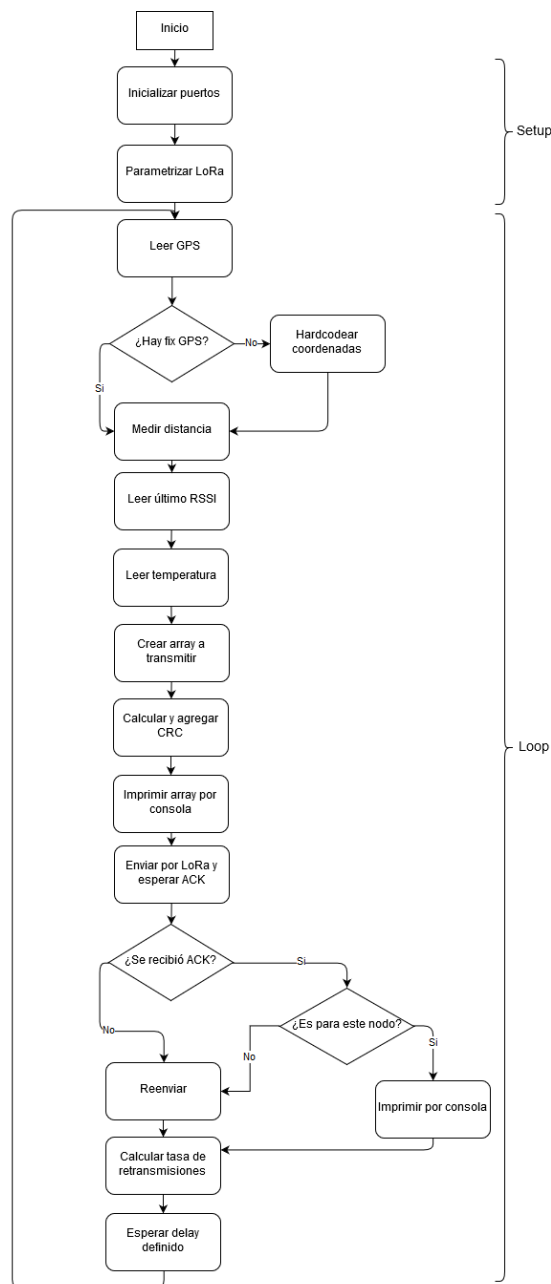 Inicio
Inicializar puertos
Setup
Parametrizar LoRa
Leer GPS
¿Hay fix GPS?
No
Hardcodear
coordenadas
Si
Medir distancia
Leer último RSSI
Leer temperatura
Crear array a
transmitir
Calcular y agregar
CRC
Loop
Imprimir array por
consola
Enviar por LoRa y
esperar ACK
¿Se recibió ACK?
Si
¿Es para este nodo?
No
No
Si
Reenviar
Imprimir por consola
Calcular tasa de
retransmisiones
Esperar delay
definido